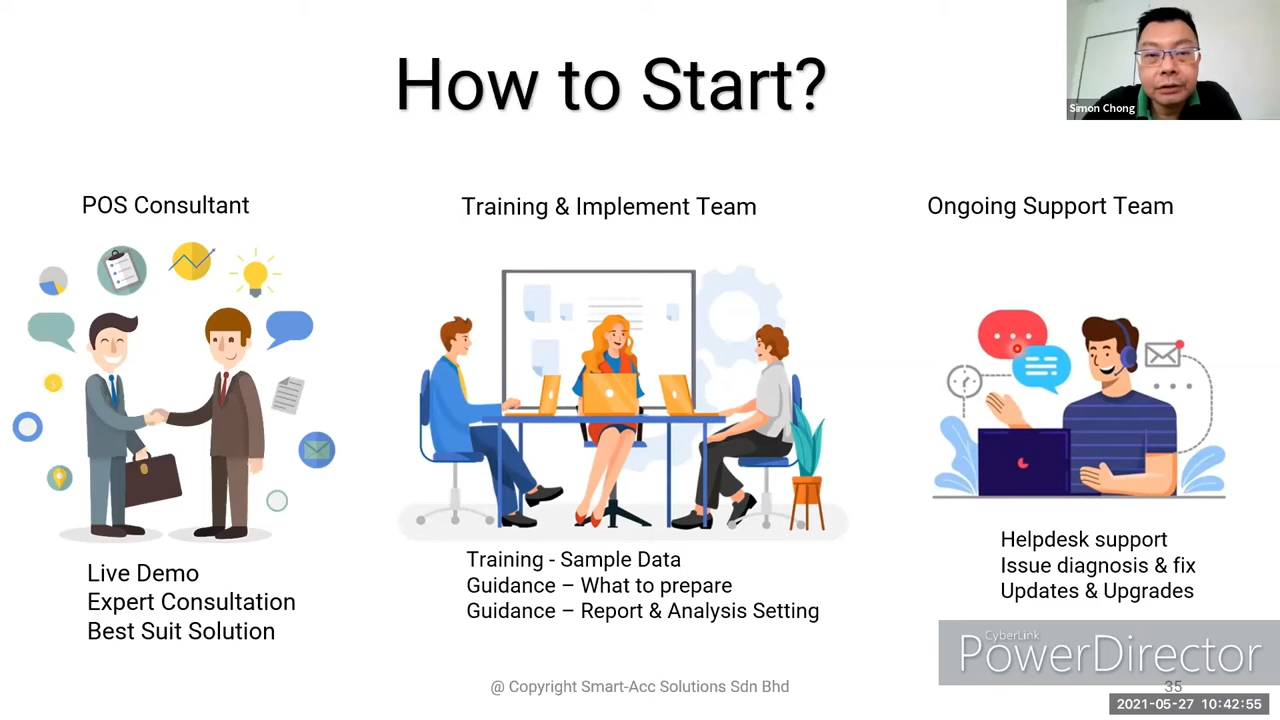 How to Start?
Simon Chong
POS Consultant
Live Demo
Expert Consultation
Best Suit Solution
Training & Implement Team
Training - Sample Data
Guidance – What to prepare
Guidance – Report & Analysis Setting
Ongoing Support Team
Helpdesk support
Issue diagnosis & fix
Updates & Upgrades
CyberLink
PowerDirector
@ Copyright Smart-Acc Solutions Sdn Bhd
35
2021-05-27 10:42:55